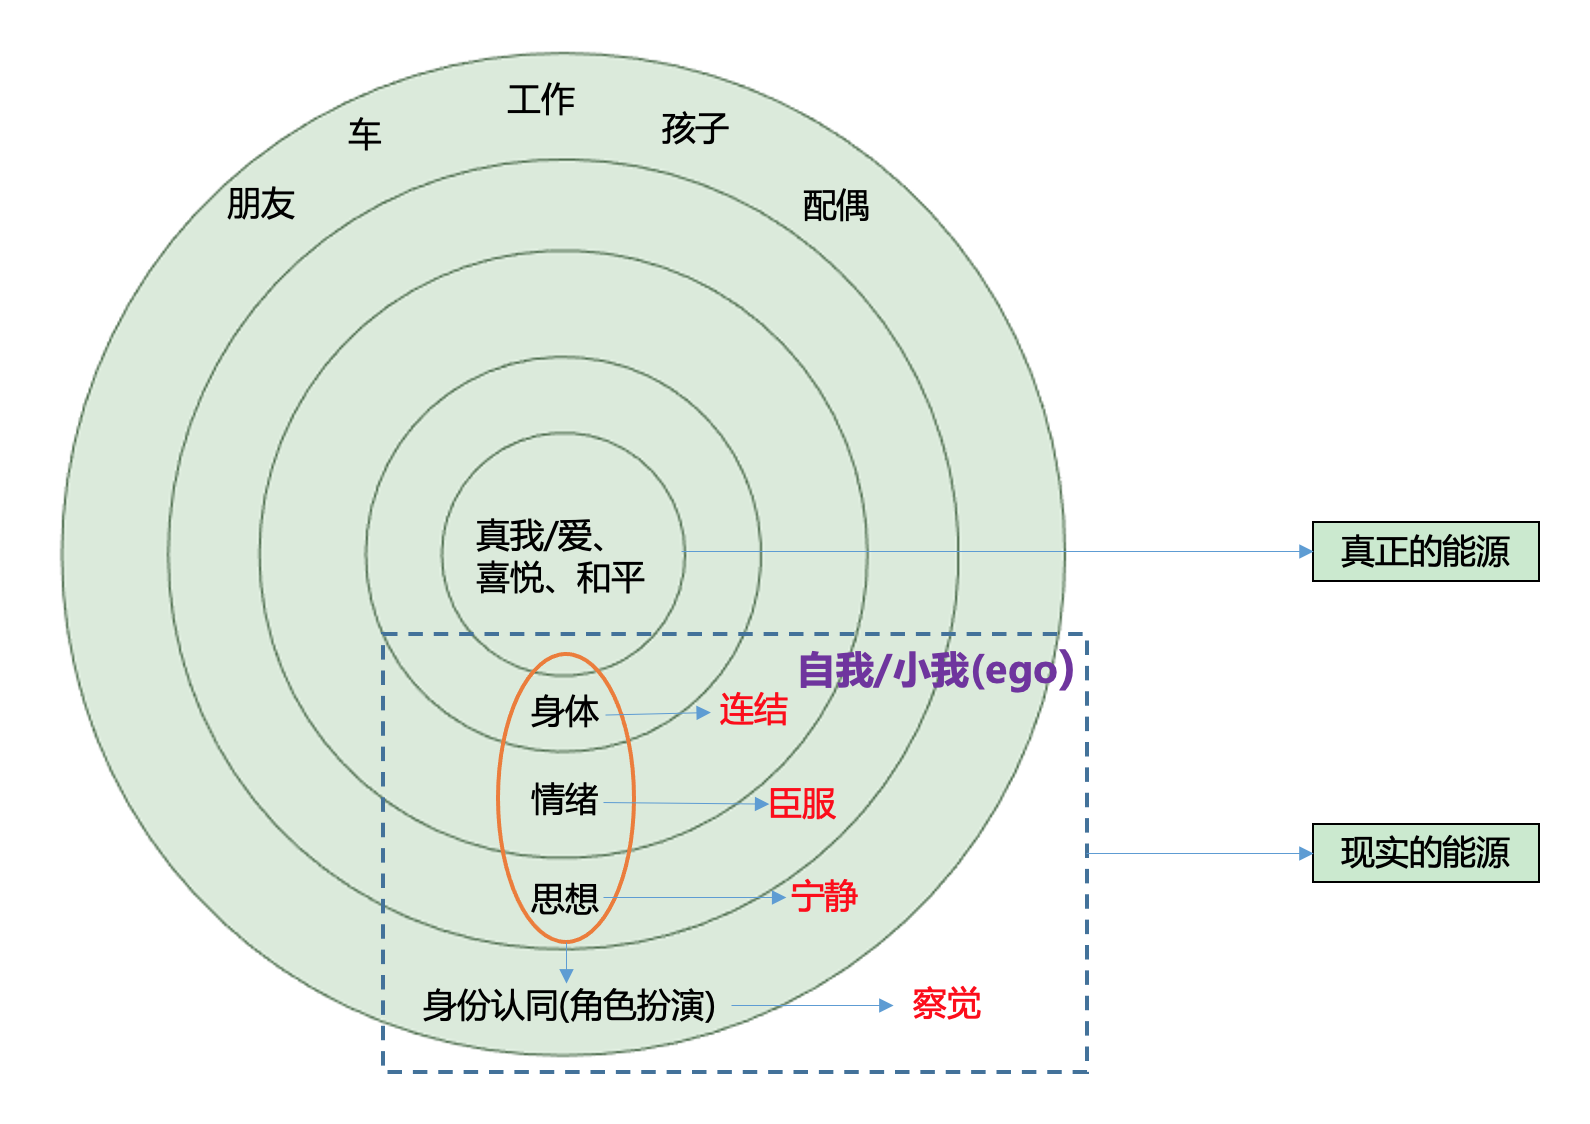 工作
车
孩子
朋友
配偶
真我/爱、
喜悦、和平
真正的能源
自我/小我(ego)
身体
连结
情绪
臣服
现实的能源
思想
宁静
身份认同(角色扮演)
察觉